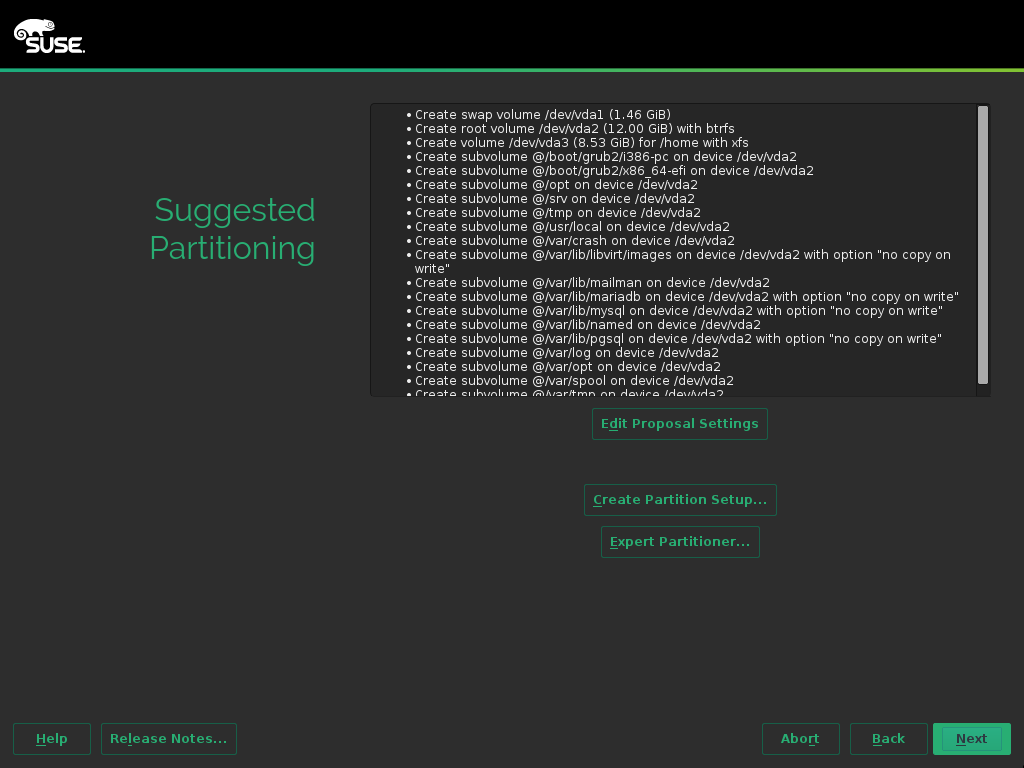 SUSE.
Suggested
Partitioning
• Create swap volume /dev/vda1 (1.46 GiB)
• Create root volume /dev/vda2 (12.00 GiB) with btrfs
• Create volume /dev/vda3 (8.53 GiB) for /home with xfs
• Create subvolume @/boot/grub2/i386-pc on device /dev/vda2
• Create subvolume @/boot/grub2/x86_64-efi on device /dev/vda2
• Create subvolume @/opt on device /dev/vda2
• Create subvolume @/srv on device /dev/vda2
• Create subvolume @/tmp on device /dev/vda2
• Create subvolume @/usr/local on device /dev/vda2
• Create subvolume @/var/crash on device /dev/vda2
• Create subvolume @/var/lib/libvirt/images on device /dev/vda2 with option "no copy on
write"
• Create subvolume @/var/lib/mailman on device /dev/vda2
• Create subvolume @/var/lib/mariadb on device /dev/vda2 with option "no copy on write"
• Create subvolume @/var/lib/mysql on device /dev/vda2 with option "no copy on write"
• Create subvolume @/var/lib/named on device /dev/vda2
• Create subvolume @/var/lib/pgsql on device /dev/vda2 with option "no copy on write"
• Create subvolume @/var/log on device /dev/vda2
• Create subvolume @/var/opt on device /dev/vda2
• Create subvolume @/var/spool on device /dev/vda2
• Create subvolume @/var/tmp on device /dev/vda2
Edit Proposal Settings
Create Partition Setup...
Expert Partitioner...
Help
Release Notes...
Abort
Back
Next